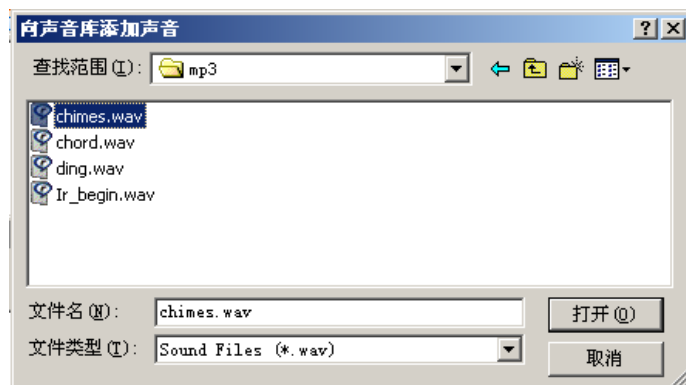 向声音库添加声音
查找范围(I): mp3
chimes.wav
chord.wav
ding.wav
Ir_begin.wav
文件名(N): chimes.wav 打开(O)
文件类型(T): Sound Files (*.wav) 取消